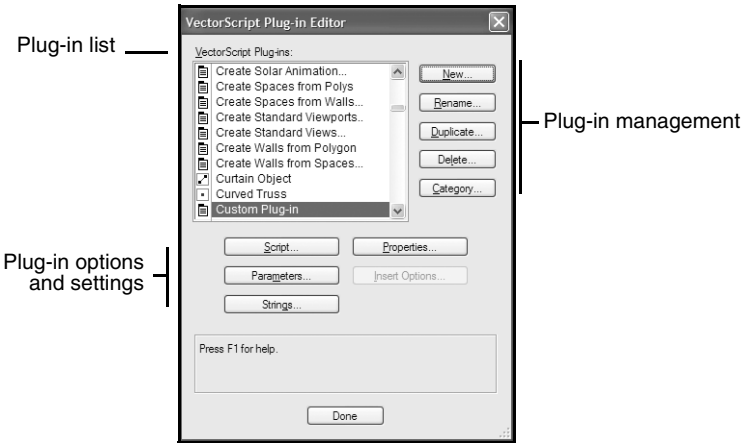 VectorScript Plug-in Editor
Plug-in list
VectorScript Plug-ins:
Create Solar Animation...
Create Spaces from Polys
Create Spaces from Walls...
Create Standard Viewports..
Create Standard Views...
Create Walls from Polygon
Create Walls from Spaces...
Curtain Object
Curved Truss
Custom Plug-in
New...
Rename...
Duplicate...
Delete...
Category...
Plug-in management
Plug-in options
and settings
Script...
Properties...
Parameters...
Insert Options...
Strings...
Press F1 for help.
Done